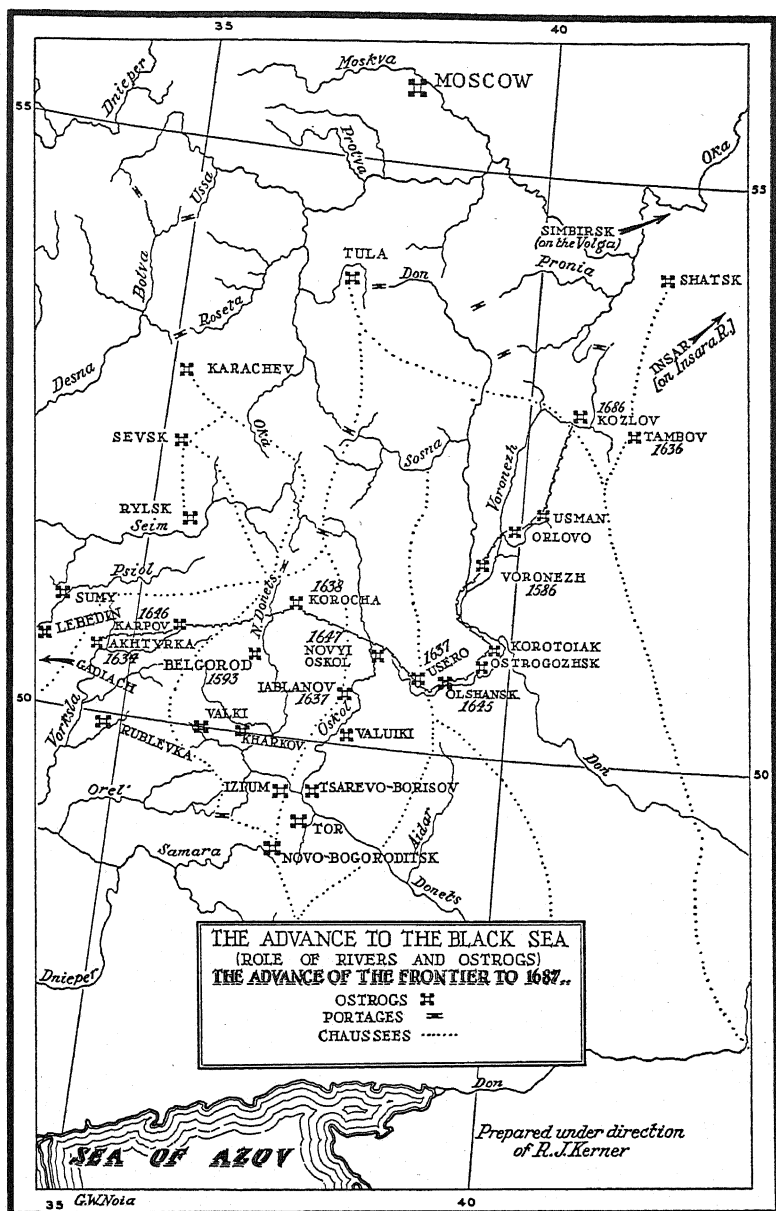 35
40
Moskva
MOSCOW
Dnieper
55
Protva
Oka
Ussa
55
SIMBIRSK
(on the Volga)
TULA
Don
Pronia
Bolva
SHATSK
Roseta
INSAR
[on Insara R.]
Desna
KARACHEV
1686
KOZLOV
SEVSK
Oka
TAMBOV
1636
Sosna
Voronezh
RYLSK
Seim
USMAN
ORLOVO
Psiol
VORONEZH
1586
SUMY
N. Donets
1638
KOROCHA
LEBEDIN
1646
KARPOV
AKHTYRKA
1634
1647
NOVYI
OSKOL
1637
USERO
KOROTOIAK
OSTROGOZHSK
GADIACH
BELGOROD
1593
IABLANOV
1637
OLSHANSK
1645
50
Vorksla
VALKI
Oskol
RUBLEVKA
KHARKOV
VALUIKI
Don
50
Orel'
IZIUM
TSAREVO-BORISOV
Aidar
TOR
Samara
NOVO-BOGORODITSK
Donets
THE ADVANCE TO THE BLACK SEA
(ROLE OF RIVERS AND OSTROGS)
THE ADVANCE OF THE FRONTIER TO 1687..
OSTROGS
PORTAGES
CHAUSSEES
Dnieper
Don
Prepared under direction
of R.J.Kerner
SEA OF AZOV
35
G.W.Noia
40